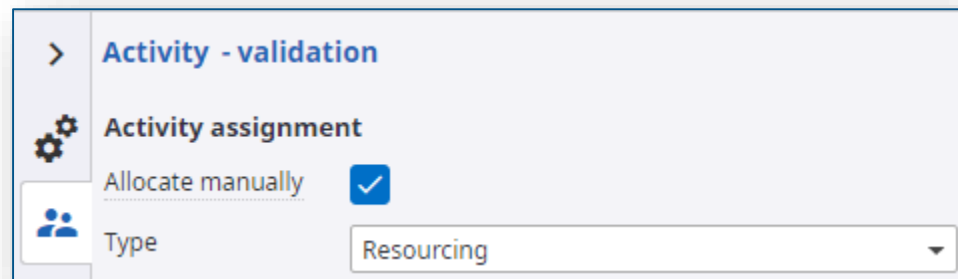 Activity - validation
Activity assignment
Allocate manually
Type
Resourcing